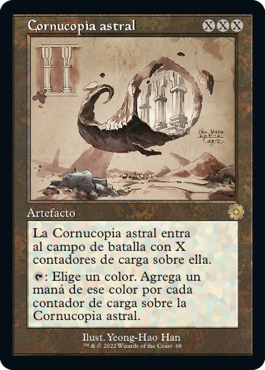 Cornucopia astral XXX
Artefacto
La Cornucopia astral entra
al campo de batalla con X
contadores de carga sobre ella.
: Elige un color. Agrega un
maná de ese color por cada
contador de carga sobre la
Cornucopia astral.
Ilust. Yeong-Hao Han
™ & © 2022 Wizards of the Coast 68